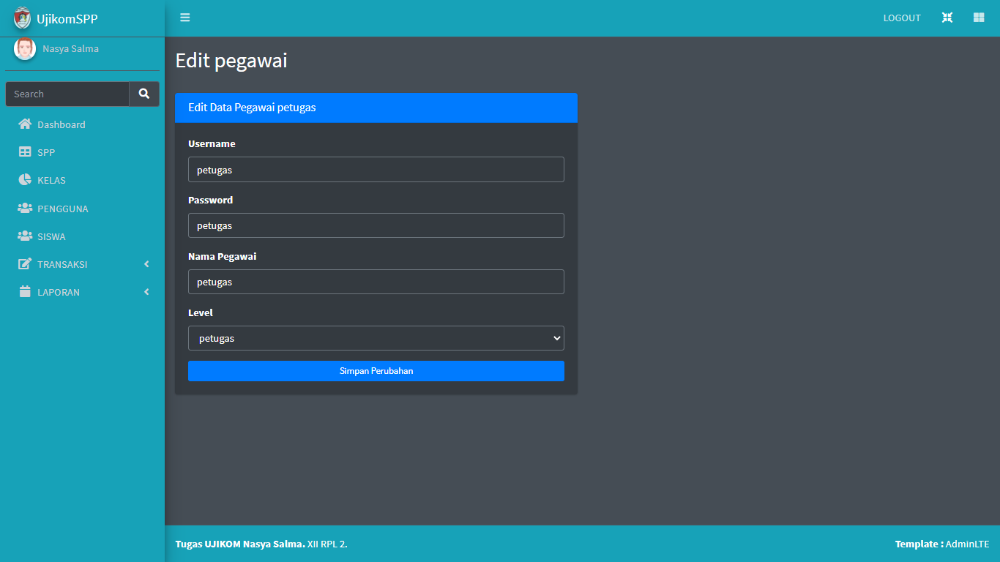 UjikomSPP
LOGOUT
Nasya Salma
Search
Dashboard
SPP
KELAS
PENGGUNA
SISWA
TRANSAKSI
LAPORAN
Edit pegawai
Edit Data Pegawai petugas
Username
petugas
Password
petugas
Nama Pegawai
petugas
Level
petugas
Simpan Perubahan
Tugas UJIKOM Nasya Salma. XII RPL 2.
Template : AdminLTE